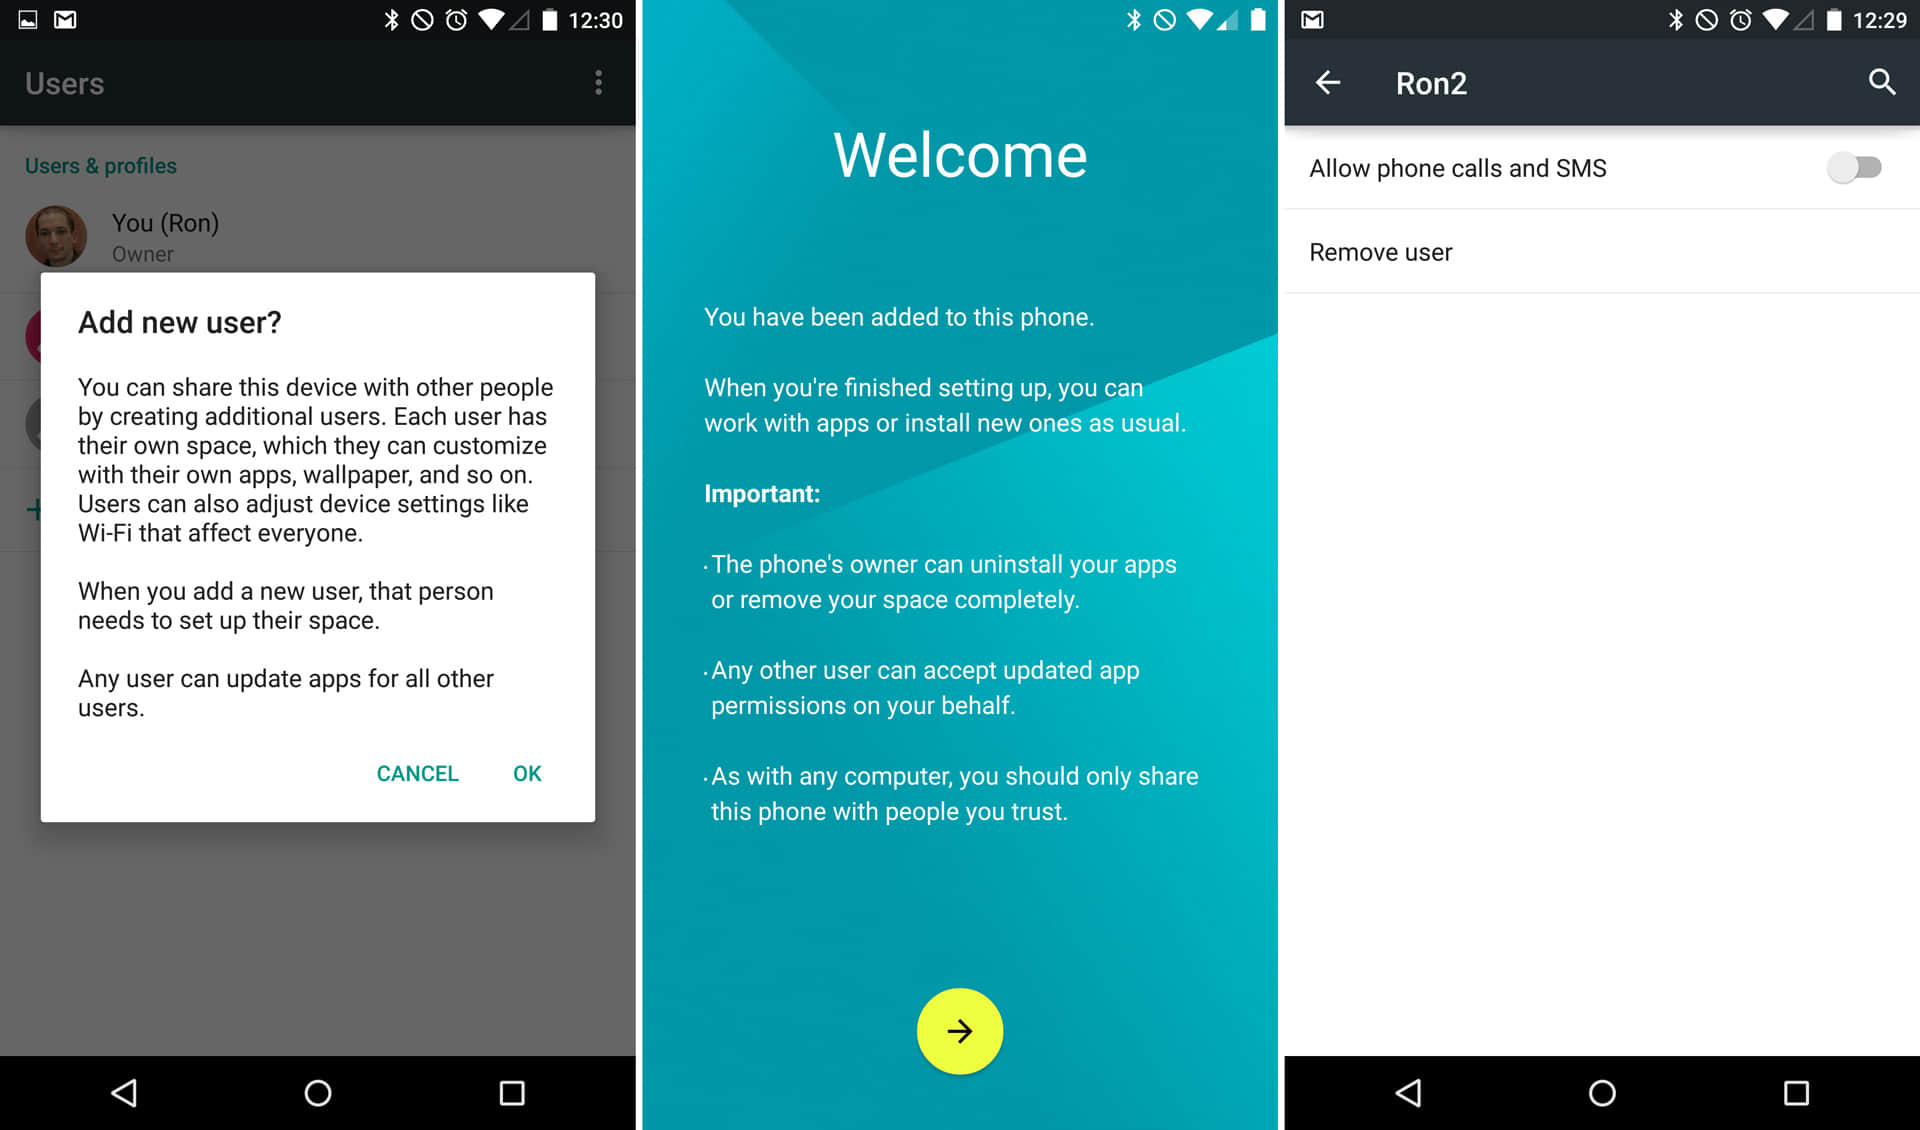 12:30
Users
Users & profiles
You (Ron)
Owner
Add new user?
You can share this device with other people
by creating additional users. Each user has
their own space, which they can customize
with their own apps, wallpaper, and so on.
Users can also adjust device settings like
Wi-Fi that affect everyone.
When you add a new user, that person
needs to set up their space.
Any user can update apps for all other
users.
CANCEL OK
Welcome
You have been added to this phone.
When you're finished setting up, you can
work with apps or install new ones as usual.
Important:
·The phone's owner can uninstall your apps
or remove your space completely.
·Any other user can accept updated app
permissions on your behalf.
·As with any computer, you should only share
this phone with people you trust.
12:29
Ron2
Allow phone calls and SMS
Remove user